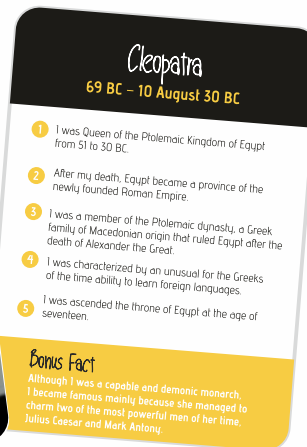 Cleopatra
69 BC – 10 August 30 BC
1 I was Queen of the Ptolemaic Kingdom of Egypt
from 51 to 30 BC.
2 After my death, Egypt became a province of the
newly founded Roman Empire.
3 I was a member of the Ptolemaic dynasty, a Greek
family of Macedonian origin that ruled Egypt after the
death of Alexander the Great.
4 I was characterized by an unusual for the Greeks
of the time ability to learn foreign languages.
5 I was ascended the throne of Egypt at the age of
seventeen.
Bonus Fact
Although I was a capable and demonic monarch,
I became famous mainly because she managed to
charm two of the most powerful men of her time,
Julius Caesar and Mark Antony.